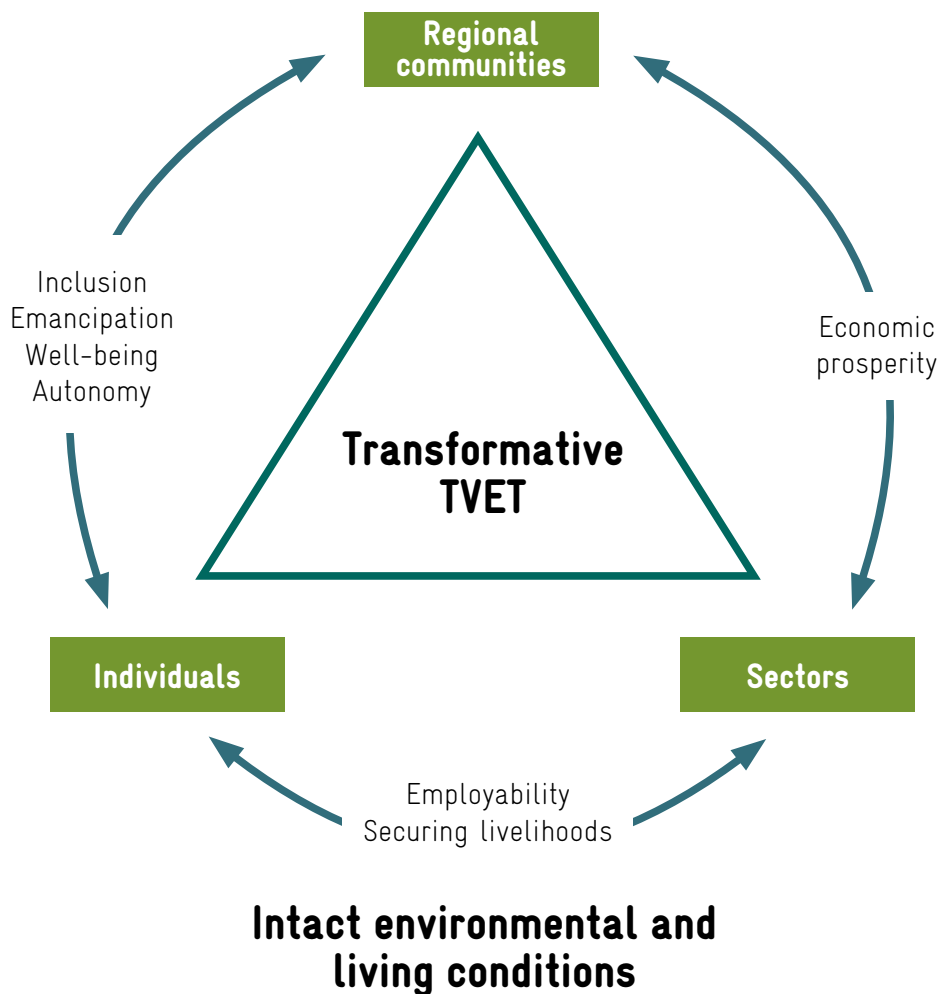 Regional
communities
Inclusion
Emancipation
Well-being
Autonomy
Economic
prosperity
Transformative
TVET
Individuals
Sectors
Employability
Securing livelihoods
Intact environmental and
living conditions